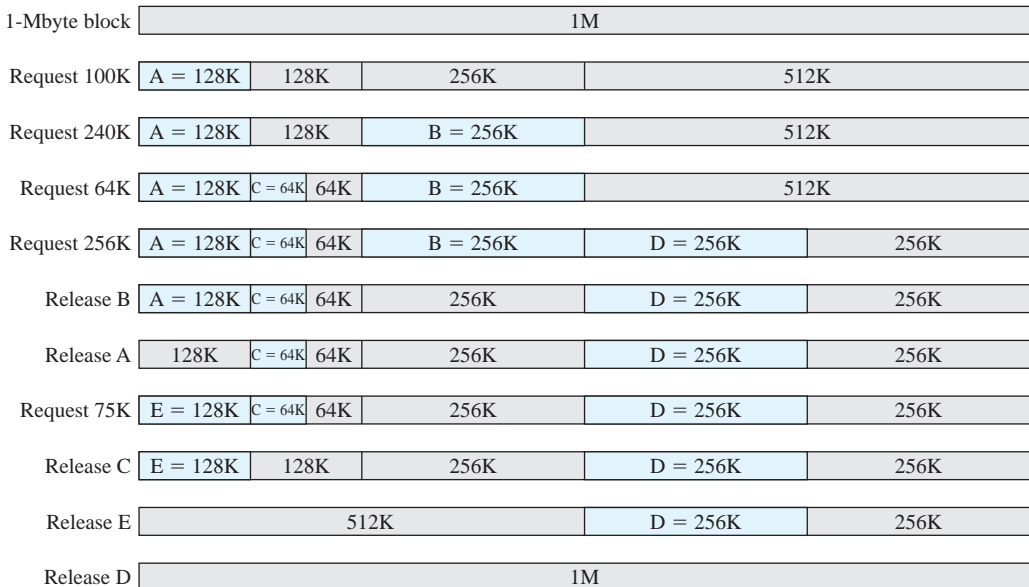 1-Mbyte block 1M
Request 100K A = 128K 128K 256K 512K
Request 240K A = 128K 128K B = 256K 512K
Request 64K A = 128K C = 64K 64K B = 256K 512K
Request 256K A = 128K C = 64K 64K B = 256K D = 256K 256K
Release B A = 128K C = 64K 64K 256K D = 256K 256K
Release A 128K C = 64K 64K 256K D = 256K 256K
Request 75K E = 128K C = 64K 64K 256K D = 256K 256K
Release C E = 128K 128K 256K D = 256K 256K
Release E 512K D = 256K 256K
Release D 1M